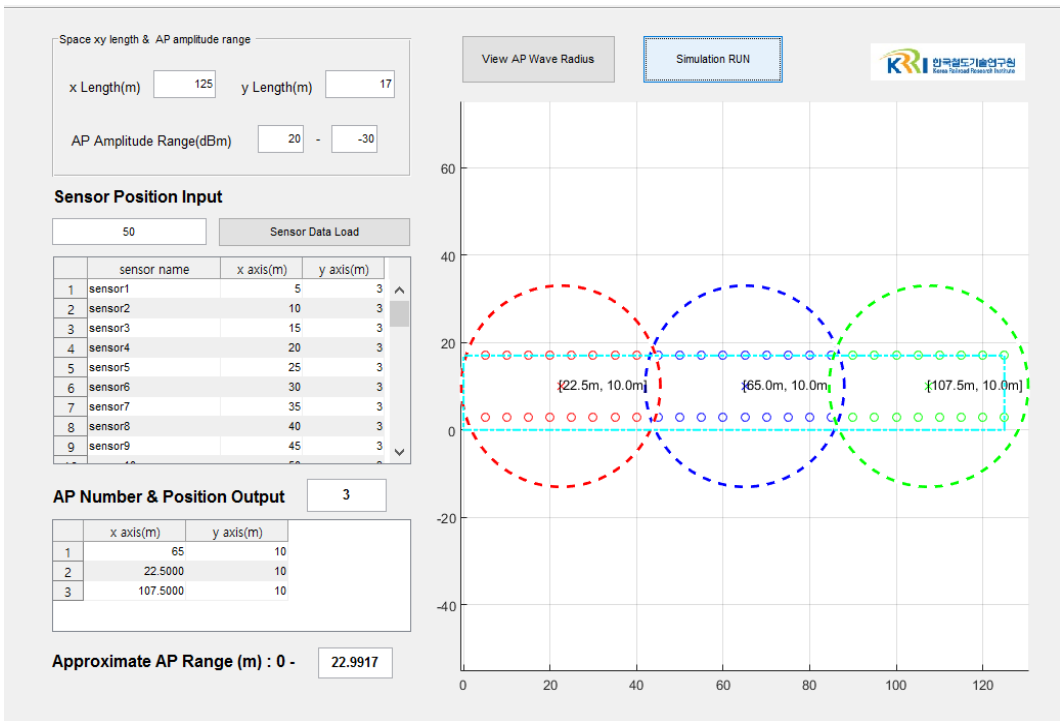 Space xy length & AP amplitude range
x Length(m) 125 y Length(m) 17
AP Amplitude Range(dBm) 20 - -30
View AP Wave Radius
Simulation RUN
KRRI 한국철도기술연구원
Korea Railroad Research Institute
Sensor Position Input
50
Sensor Data Load
sensor name x axis(m) y axis(m)
1 sensor1 5 3
2 sensor2 10 3
3 sensor3 15 3
4 sensor4 20 3
5 sensor5 25 3
6 sensor6 30 3
7 sensor7 35 3
8 sensor8 40 3
9 sensor9 45 3
AP Number & Position Output 3
x axis(m) y axis(m)
1 65 10
2 22.5000 10
3 107.5000 10
Approximate AP Range (m) : 0 - 22.9917
60
40
20
0
-20
-40
[22.5m, 10.0m]
[65.0m, 10.0m]
[107.5m, 10.0m]
0 20 40 60 80 100 120